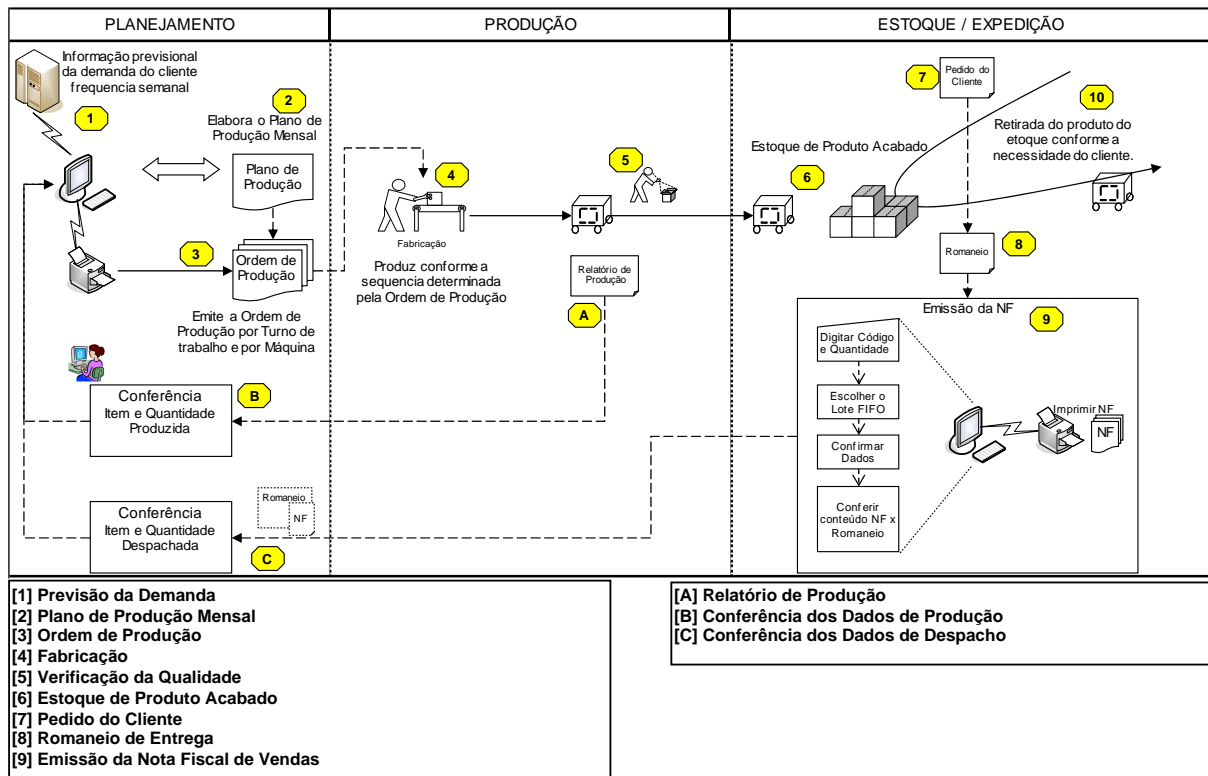 PLANEJAMENTO
PRODUÇÃO
ESTOQUE / EXPEDIÇÃO
Informação previsional
da demanda do cliente
frequencia semanal
1
2
Elabora o Plano de
Produção Mensal
Plano de
Produção
3
Ordem de
Produção
Emite a Ordem de
Produção por Turno de
trabalho e por Máquina
Conferência
Item e Quantidade
Produzida
B
Conferência
Item e Quantidade
Despachada
Romaneio
NF
C
4
Fabricação
Produz conforme a
sequencia determinada
pela Ordem de Produção
5
Relatório de
Produção
A
7
Pedido do
Cliente
10
Retirada do produto do
etoque conforme a
necessidade do cliente.
Estoque de Produto Acabado
6
Romaneio
8
Emissão da NF
9
Digitar Código
e Quantidade
Escolher o
Lote FIFO
Confirmar
Dados
Conferir
conteúdo NF x
Romaneio
Imprimir NF
NF
[1] Previsão da Demanda
[2] Plano de Produção Mensal
[3] Ordem de Produção
[4] Fabricação
[5] Verificação da Qualidade
[6] Estoque de Produto Acabado
[7] Pedido do Cliente
[8] Romaneio de Entrega
[9] Emissão da Nota Fiscal de Vendas
[A] Relatório de Produção
[B] Conferência dos Dados de Produção
[C] Conferência dos Dados de Despacho